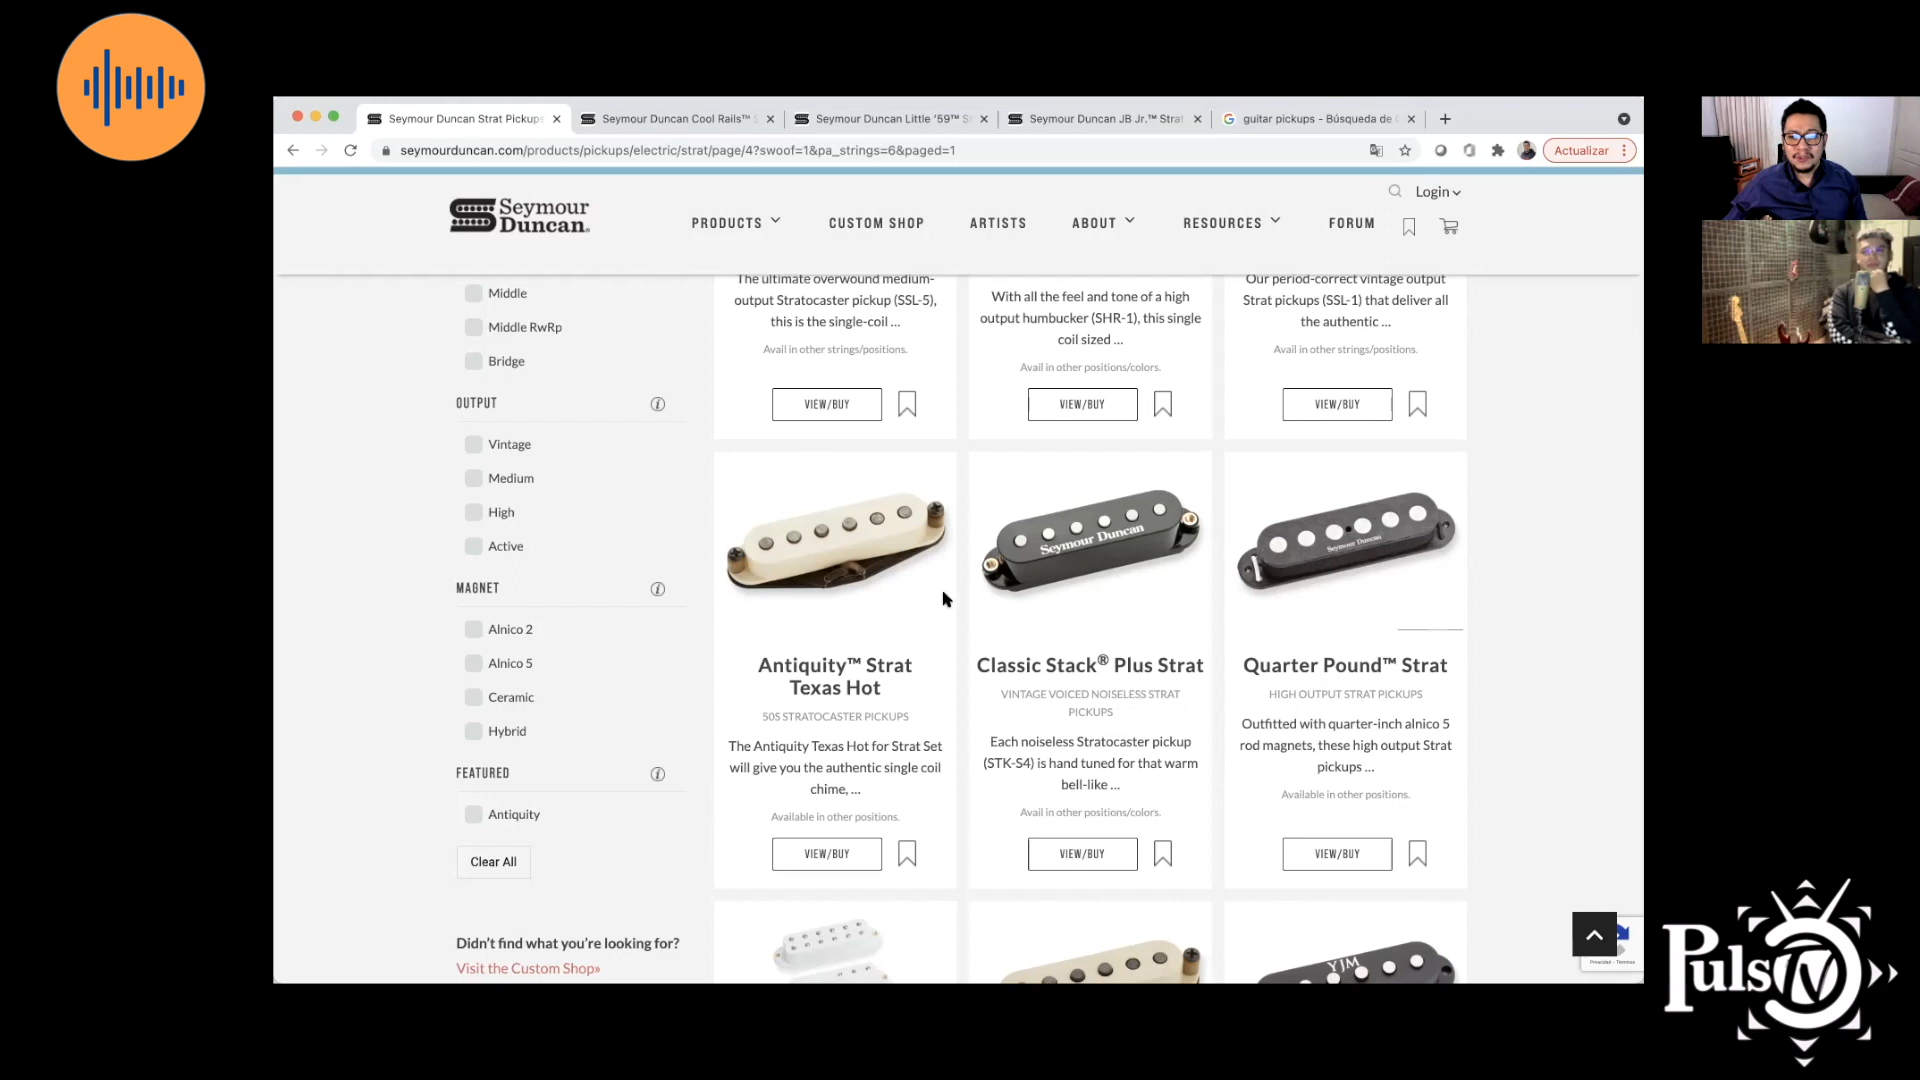 Seymour Duncan Strat Pickups
Seymour Duncan Cool Rails™ S
Seymour Duncan Little ’59™ St
Seymour Duncan JB Jr.™ Strat
guitar pickups - Búsqueda de
seymourduncan.com/products/pickups/electric/strat/page/4?swoof=1&pa_strings=6&paged=1
Actualizar
Login
Seymour
Duncan
PRODUCTS
CUSTOM SHOP
ARTISTS
ABOUT
RESOURCES
FORUM
Middle
Middle RwRp
Bridge
OUTPUT
Vintage
Medium
High
Active
MAGNET
Alnico 2
Alnico 5
Ceramic
Hybrid
FEATURED
Antiquity
Clear All
Didn’t find what you’re looking for?
Visit the Custom Shop»
The ultimate overwound medium-
output Stratocaster pickup (SSL-5),
this is the single-coil ...
Avail in other strings/positions.
VIEW/BUY
With all the feel and tone of a high
output humbucker (SHR-1), this single
coil sized ...
Avail in other positions/colors.
VIEW/BUY
Our period-correct vintage output
Strat pickups (SSL-1) that deliver all
the authentic ...
Avail in other strings/positions.
VIEW/BUY
Antiquity™ Strat
Texas Hot
50S STRATOCASTER PICKUPS
The Antiquity Texas Hot for Strat Set
will give you the authentic single coil
chime, ...
Available in other positions.
VIEW/BUY
Seymour Duncan
Classic Stack® Plus Strat
VINTAGE VOICED NOISELESS STRAT
PICKUPS
Each noiseless Stratocaster pickup
(STK-S4) is hand tuned for that warm
bell-like ...
Avail in other positions/colors.
VIEW/BUY
Seymour Duncan
Quarter Pound™ Strat
HIGH OUTPUT STRAT PICKUPS
Outfitted with quarter-inch alnico 5
rod magnets, these high output Strat
pickups ...
Available in other positions.
VIEW/BUY
YJM
Privacidad - Términos
Puls TV